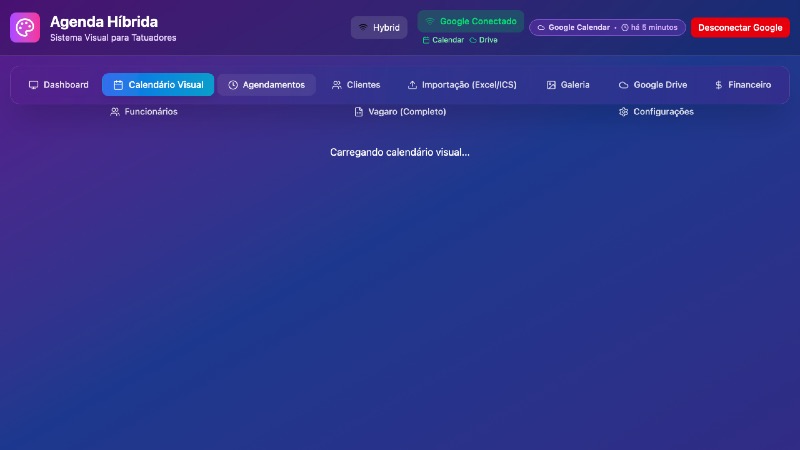 Agenda Híbrida
Sistema Visual para Tatuadores
Hybrid
Google Conectado
Calendar Drive
Google Calendar • há 5 minutos
Desconectar Google
Dashboard
Calendário Visual
Agendamentos
Clientes
Importação (Excel/ICS)
Galeria
Google Drive
Financeiro
Funcionários
Vagaro (Completo)
Configurações
Carregando calendário visual...